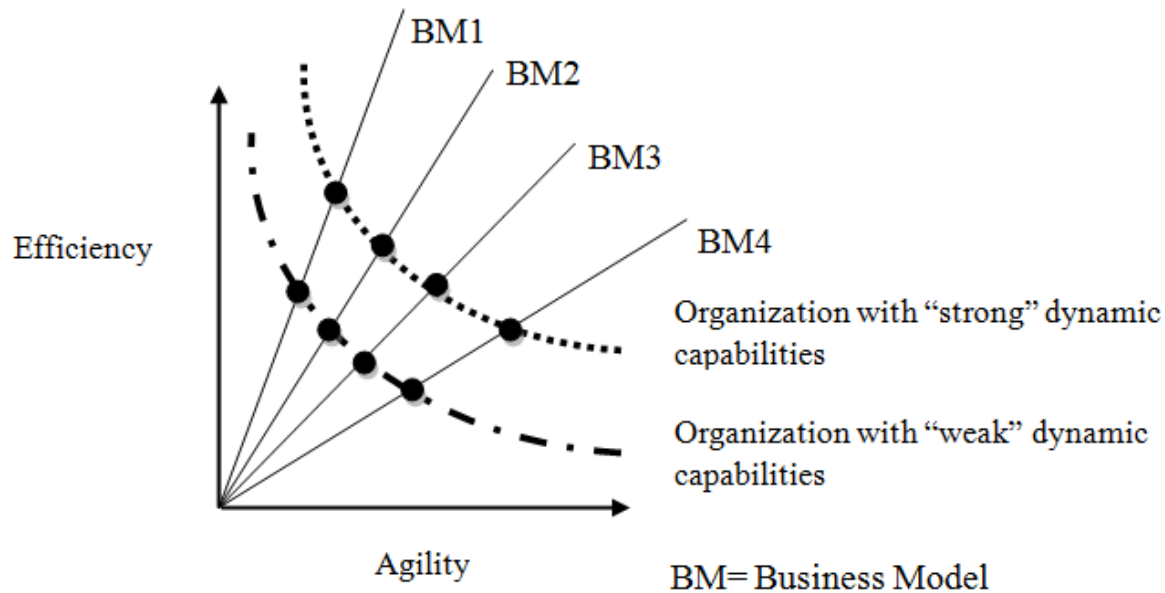 BM1
BM2
BM3
Efficiency
BM4
Organization with “strong” dynamic
capabilities
Organization with “weak” dynamic
capabilities
Agility
BM= Business Model